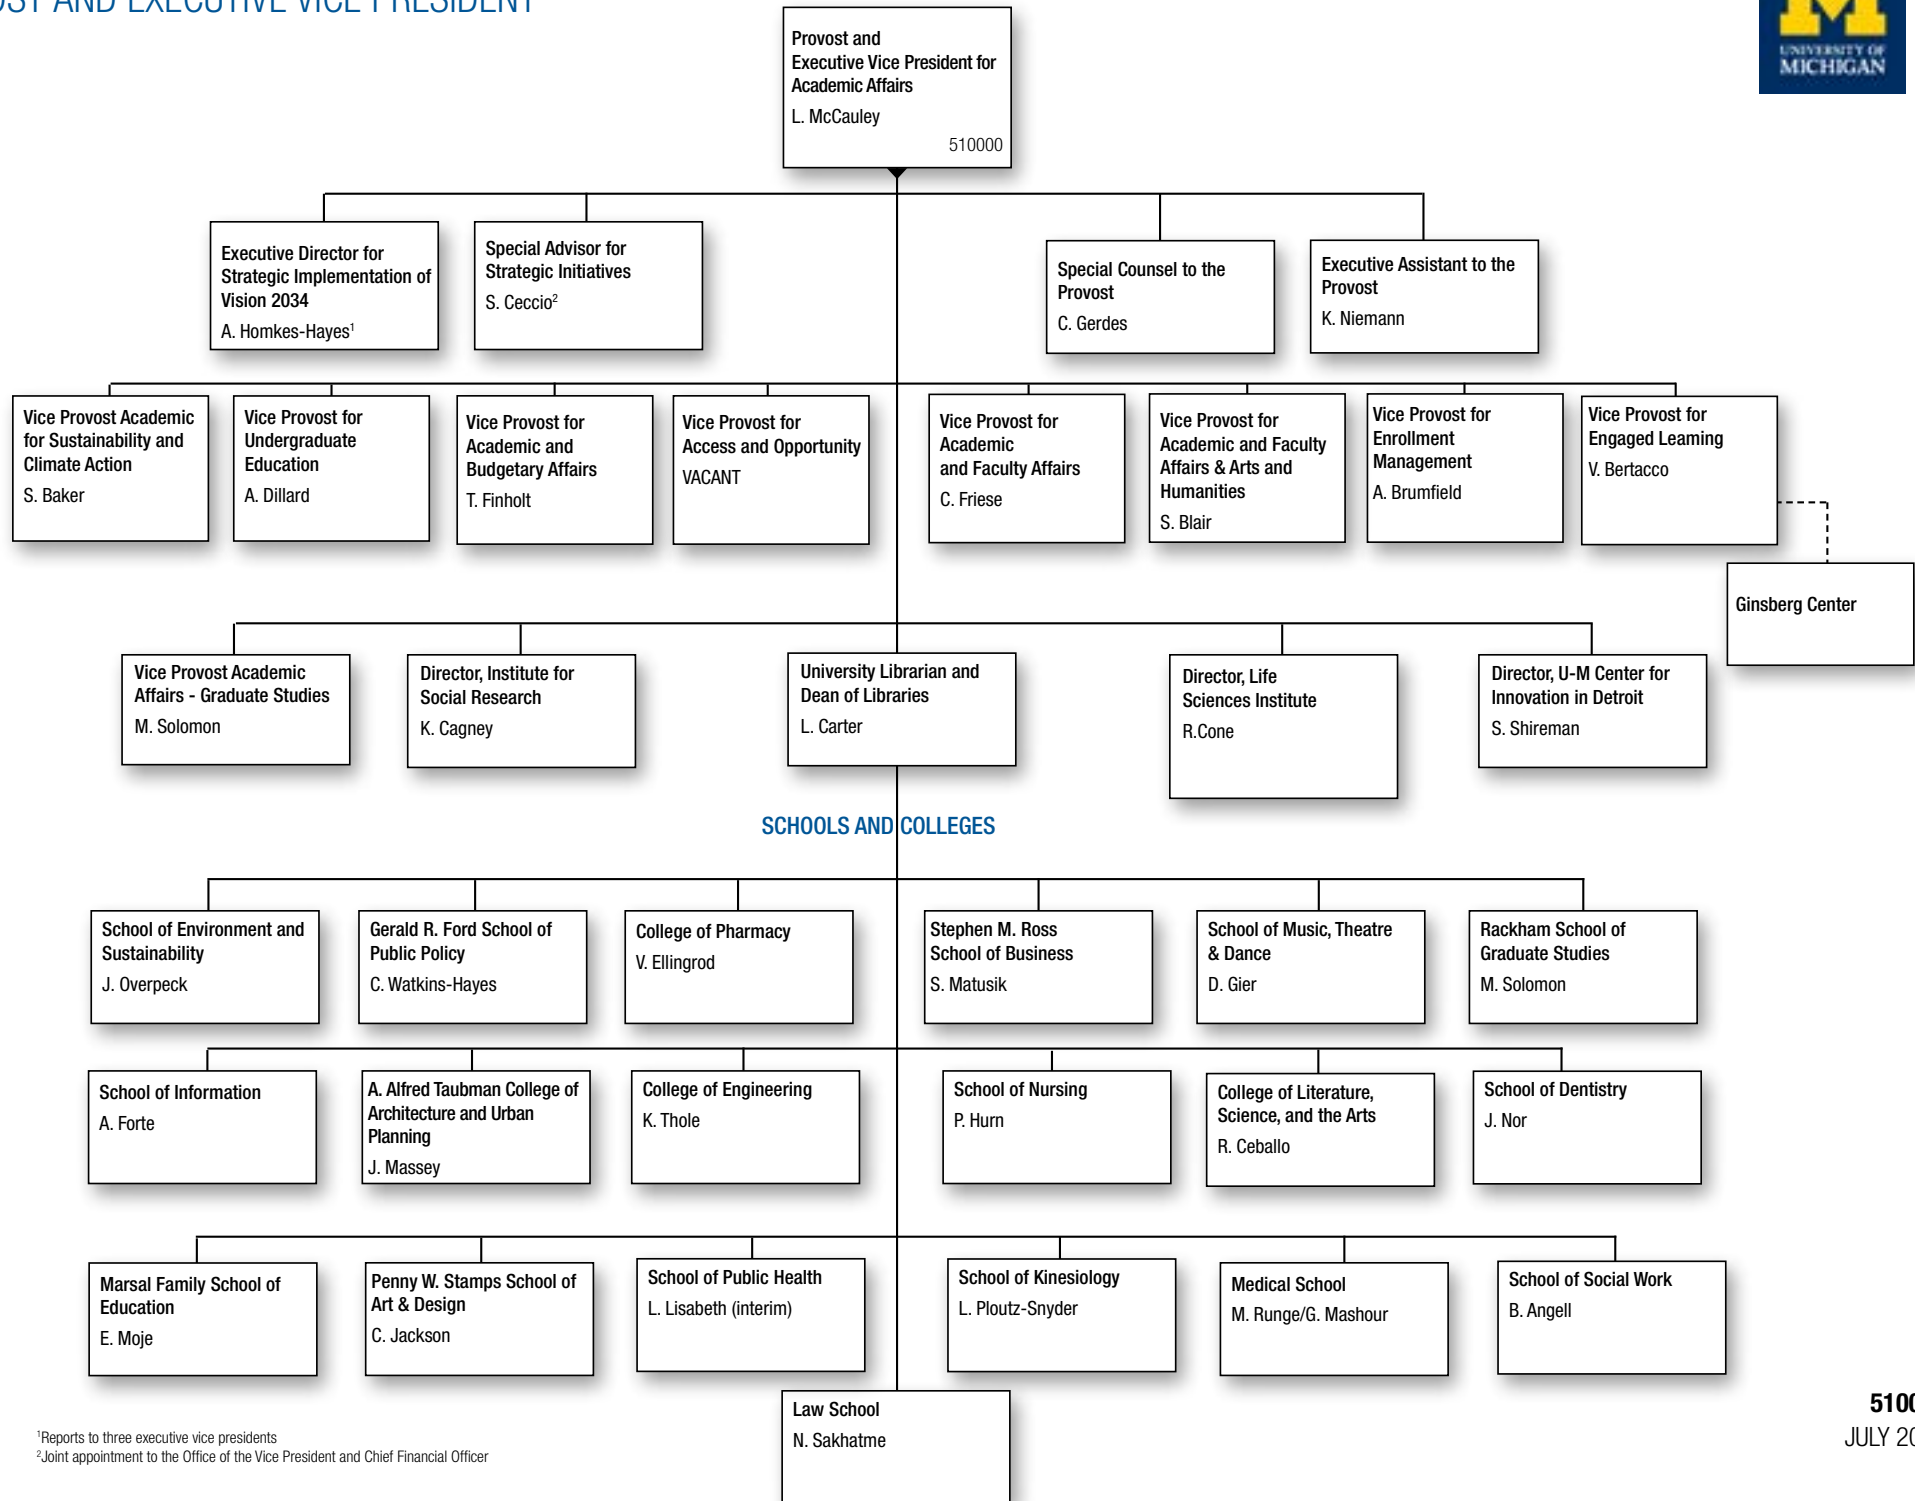 AND EXECUTIVE VICE PRESIDENT
UNIVERSITY OF
MICHIGAN
Provost and
Executive Vice President for
Academic Affairs
L. McCauley
510000
Executive Director for
Strategic Implementation of
Vision 2034
A. Homkes-Hayes¹
Special Advisor for
Strategic Initiatives
S. Ceccio²
Special Counsel to the
Provost
C. Gerdes
Executive Assistant to the
Provost
K. Niemann
Vice Provost Academic
for Sustainability and
Climate Action
S. Baker
Vice Provost for
Undergraduate
Education
A. Dillard
Vice Provost for
Academic and
Budgetary Affairs
T. Finholt
Vice Provost for
Access and Opportunity
VACANT
Vice Provost for
Academic
and Faculty Affairs
C. Friese
Vice Provost for
Academic and Faculty
Affairs & Arts and
Humanities
S. Blair
Vice Provost for
Enrollment
Management
A. Brumfield
Vice Provost for
Engaged Learning
V. Bertacco
Ginsberg Center
Vice Provost Academic
Affairs - Graduate Studies
M. Solomon
Director, Institute for
Social Research
K. Cagney
University Librarian and
Dean of Libraries
L. Carter
Director, Life
Sciences Institute
R.Cone
Director, U-M Center for
Innovation in Detroit
S. Shireman
SCHOOLS AND COLLEGES
School of Environment and
Sustainability
J. Overpeck
Gerald R. Ford School of
Public Policy
C. Watkins-Hayes
College of Pharmacy
V. Ellingrod
Stephen M. Ross
School of Business
S. Matusik
School of Music, Theatre
& Dance
D. Gier
Rackham School of
Graduate Studies
M. Solomon
School of Information
A. Forte
A. Alfred Taubman College of
Architecture and Urban
Planning
J. Massey
College of Engineering
K. Thole
School of Nursing
P. Hurn
College of Literature,
Science, and the Arts
R. Ceballo
School of Dentistry
J. Nor
Marsal Family School of
Education
E. Moje
Penny W. Stamps School of
Art & Design
C. Jackson
School of Public Health
L. Lisabeth (interim)
School of Kinesiology
L. Ploutz-Snyder
Medical School
M. Runge/G. Mashour
School of Social Work
B. Angell
Law School
N. Sakhatme
¹Reports to three executive vice presidents
²Joint appointment to the Office of the Vice President and Chief Financial Officer
5100
JULY 20